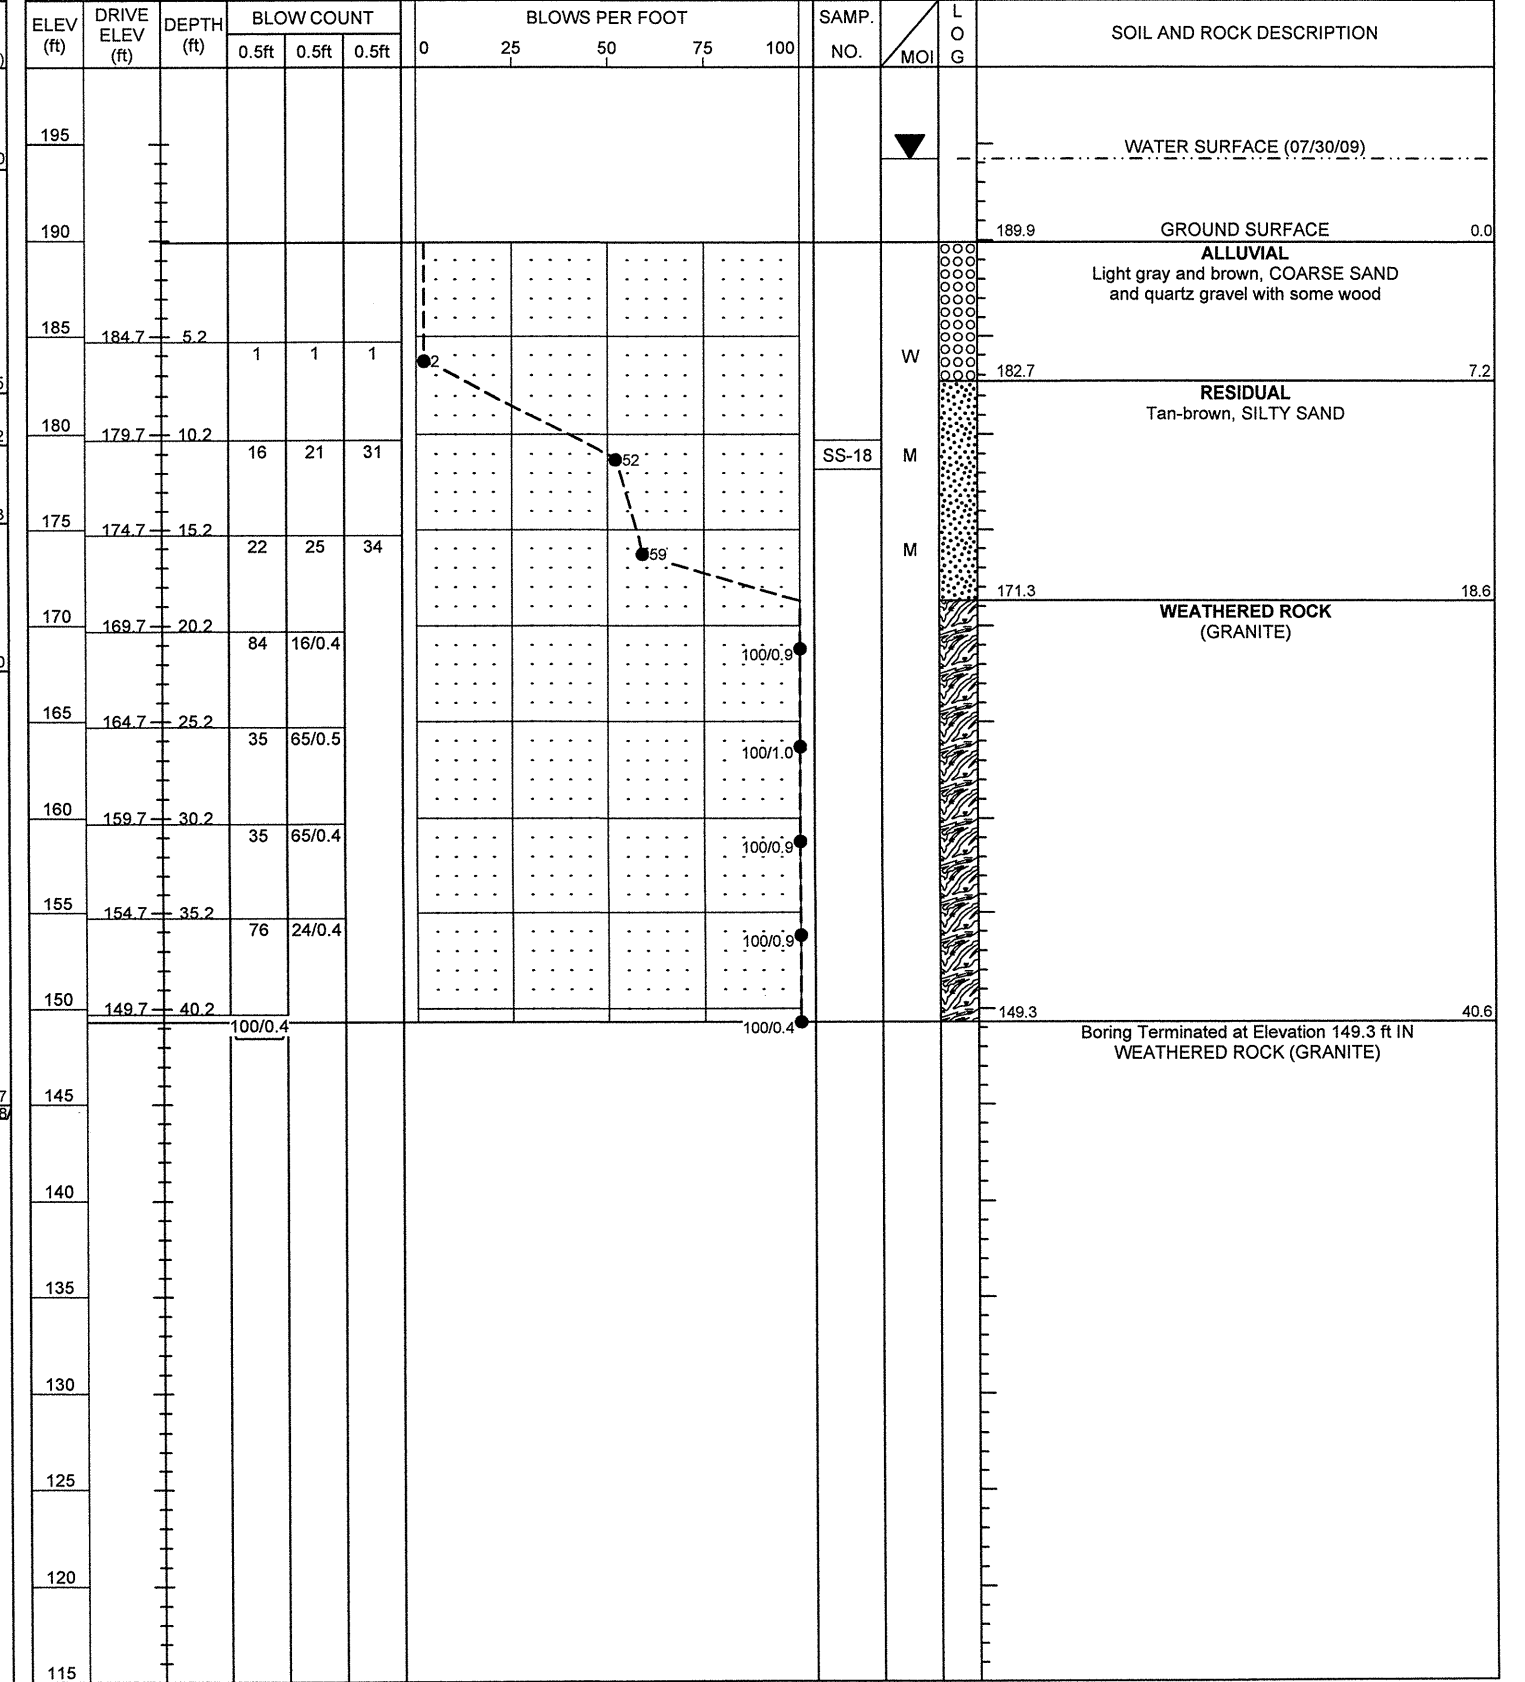 ELEV (ft) DRIVE ELEV (ft) DEPTH (ft) BLOW COUNT BLOWS PER FOOT SAMP. NO. MOI L O G SOIL AND ROCK DESCRIPTION
0.5ft 0.5ft 0.5ft 0 25 50 75 100
195
WATER SURFACE (07/30/09)
190 189.9 GROUND SURFACE 0.0
ALLUVIAL
Light gray and brown, COARSE SAND
and quartz gravel with some wood
185
184.7 5.2
1 1 1 2 W
182.7 7.2
RESIDUAL
Tan-brown, SILTY SAND
180
179.7 10.2
16 21 31 52 SS-18 M
175
174.7 15.2
22 25 34 59 M
171.3 18.6
WEATHERED ROCK
(GRANITE)
170
169.7 20.2
84 16/0.4 100/0.9
165
164.7 25.2
35 65/0.5 100/1.0
160
159.7 30.2
35 65/0.4 100/0.9
155
154.7 35.2
76 24/0.4 100/0.9
150
149.7 40.2 149.3 40.6
100/0.4 100/0.4
Boring Terminated at Elevation 149.3 ft IN
WEATHERED ROCK (GRANITE)
145
140
135
130
125
120
115